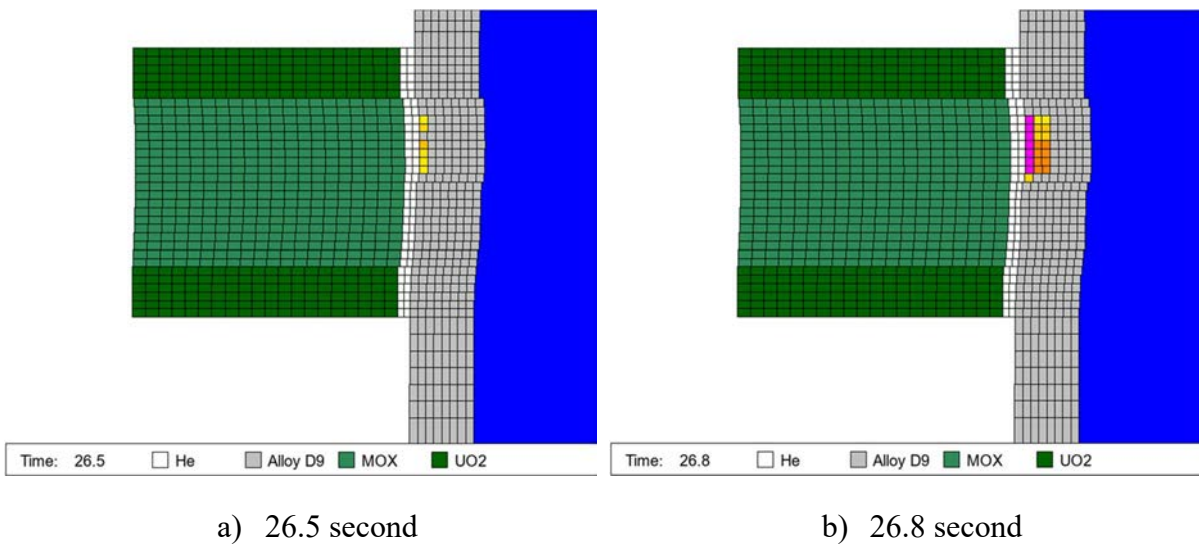 Time: 26.5 He Alloy D9 MOX UO2
Time: 26.8 He Alloy D9 MOX UO2
a) 26.5 second
b) 26.8 second